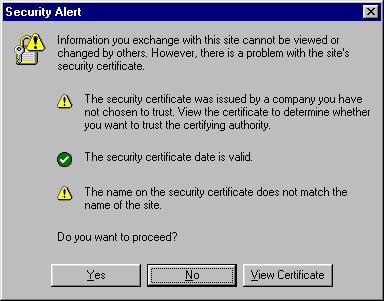 Security Alert
Information you exchange with this site cannot be viewed or
changed by others. However, there is a problem with the site's
security certificate.
The security certificate was issued by a company you have
not chosen to trust. View the certificate to determine whether
you want to trust the certifying authority.
The security certificate date is valid.
The name on the security certificate does not match the
name of the site.
Do you want to proceed?
Yes No View Certificate